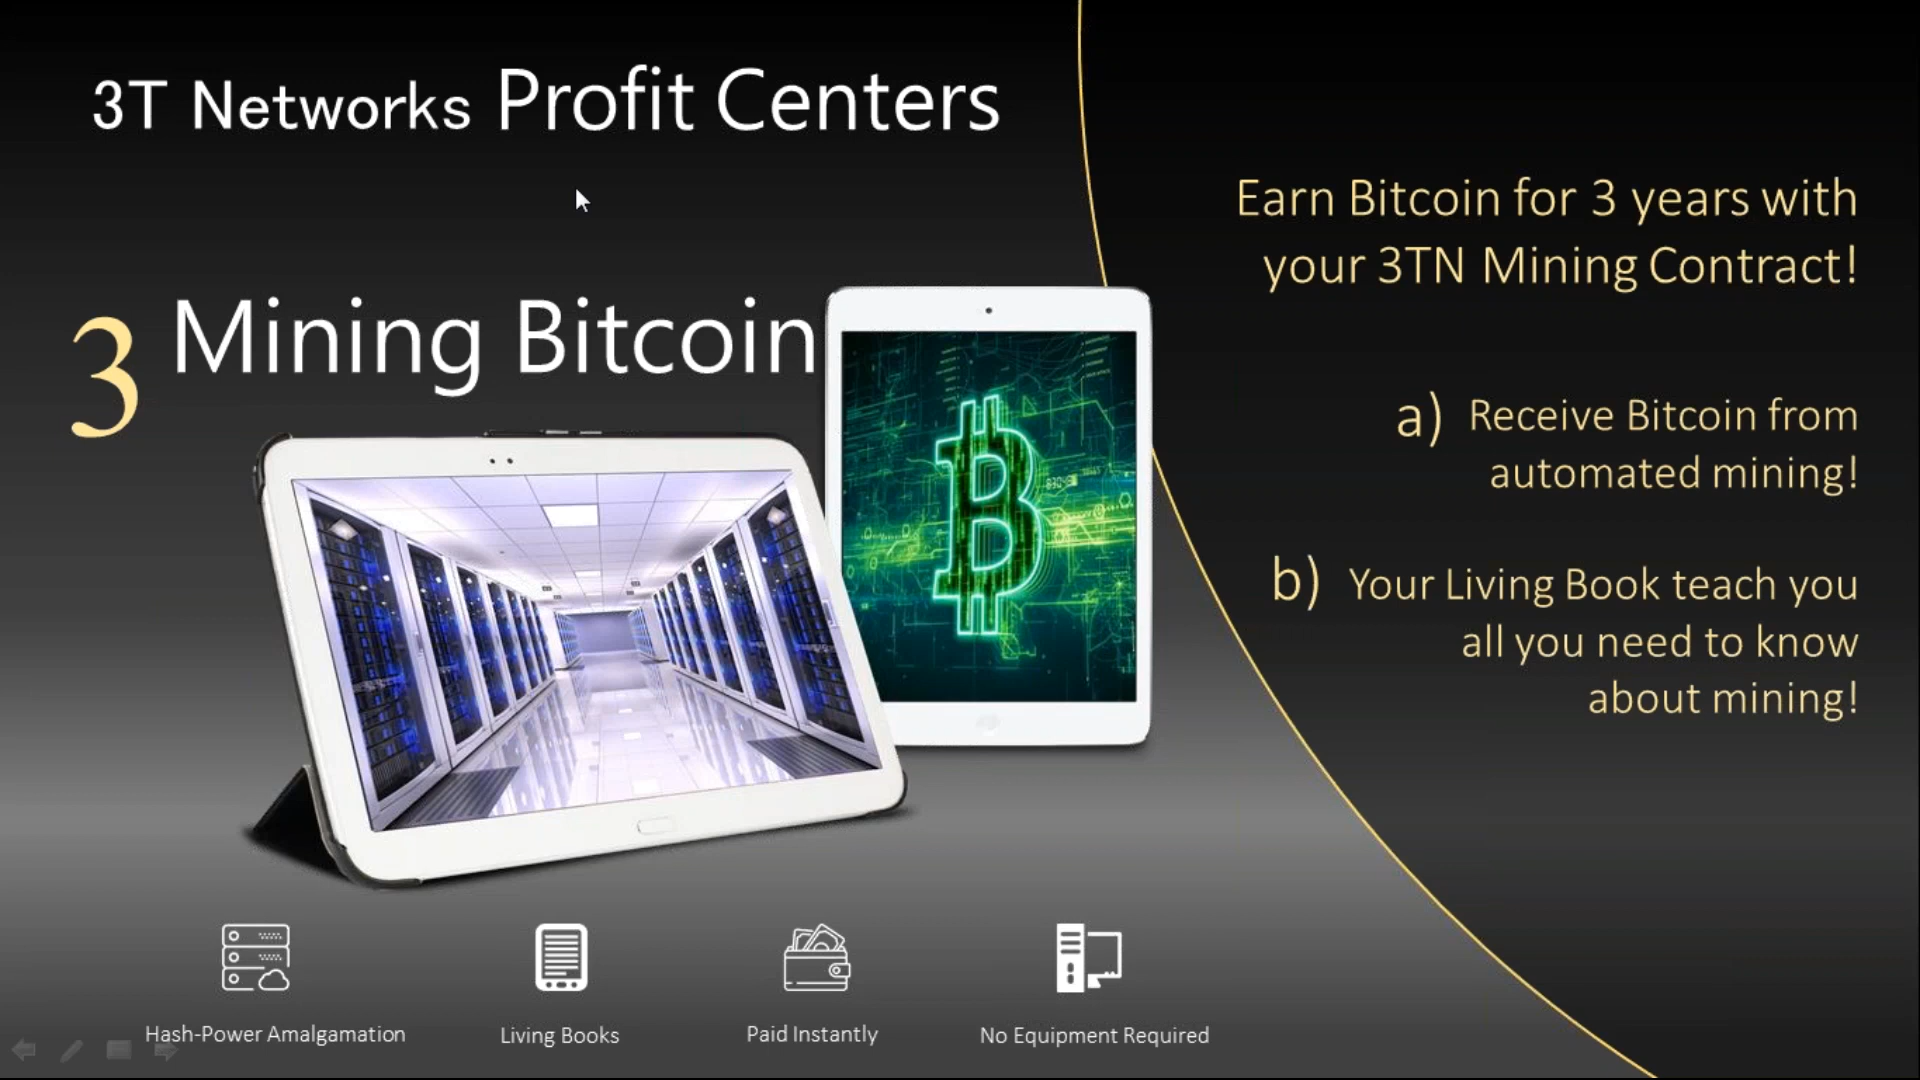 3T Networks Profit Centers
3 Mining Bitcoin
Earn Bitcoin for 3 years with
your 3TN Mining Contract!
a) Receive Bitcoin from
automated mining!
b) Your Living Book teach you
all you need to know
about mining!
Hash-Power Amalgamation
Living Books
Paid Instantly
No Equipment Required